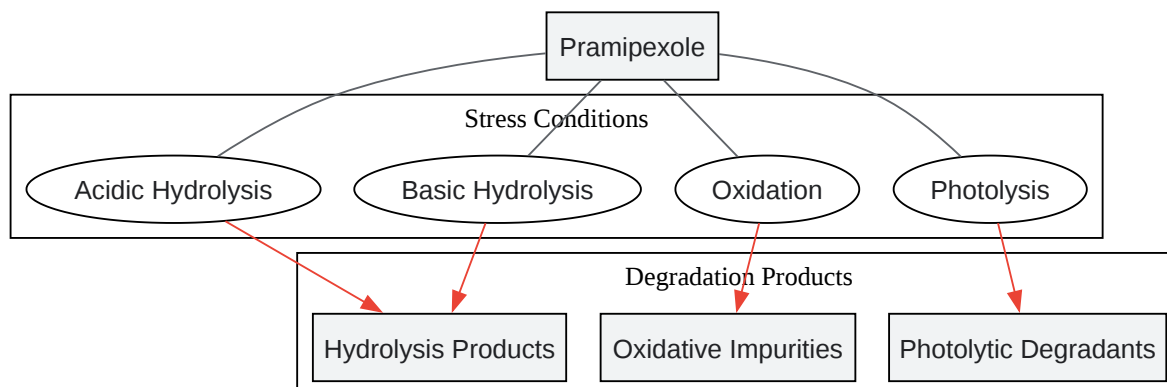 Pramipexole
Stress Conditions
Acidic Hydrolysis
Basic Hydrolysis
Oxidation
Photolysis
Degradation Products
Hydrolysis Products
Oxidative Impurities
Photolytic Degradants